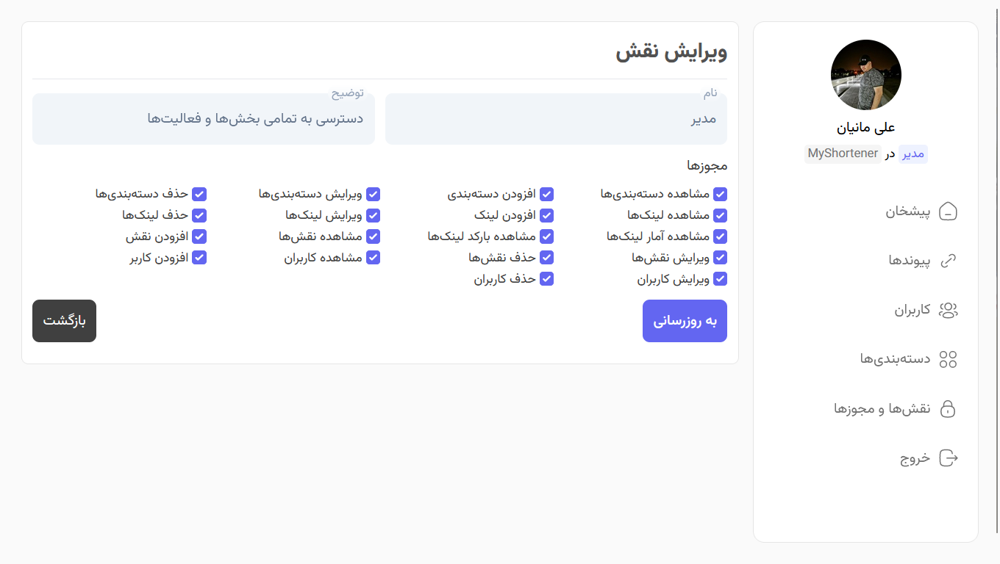 علی مانیان
مدیر در MyShortener
پیشخان
پیوندها
کاربران
دسته‌بندی‌ها
نقش‌ها و مجوزها
خروج
ویرایش نقش
نام
مدیر
توضیح
دسترسی به تمامی بخش‌ها و فعالیت‌ها
مجوزها
مشاهده دسته‌بندی‌ها افزودن دسته‌بندی ویرایش دسته‌بندی‌ها حذف دسته‌بندی‌ها
مشاهده لینک‌ها افزودن لینک ویرایش لینک‌ها حذف لینک‌ها
مشاهده آمار لینک‌ها مشاهده بارکد لینک‌ها مشاهده نقش‌ها افزودن نقش
ویرایش نقش‌ها حذف نقش‌ها مشاهده کاربران افزودن کاربر
ویرایش کاربران حذف کاربران
به روزرسانی بازگشت